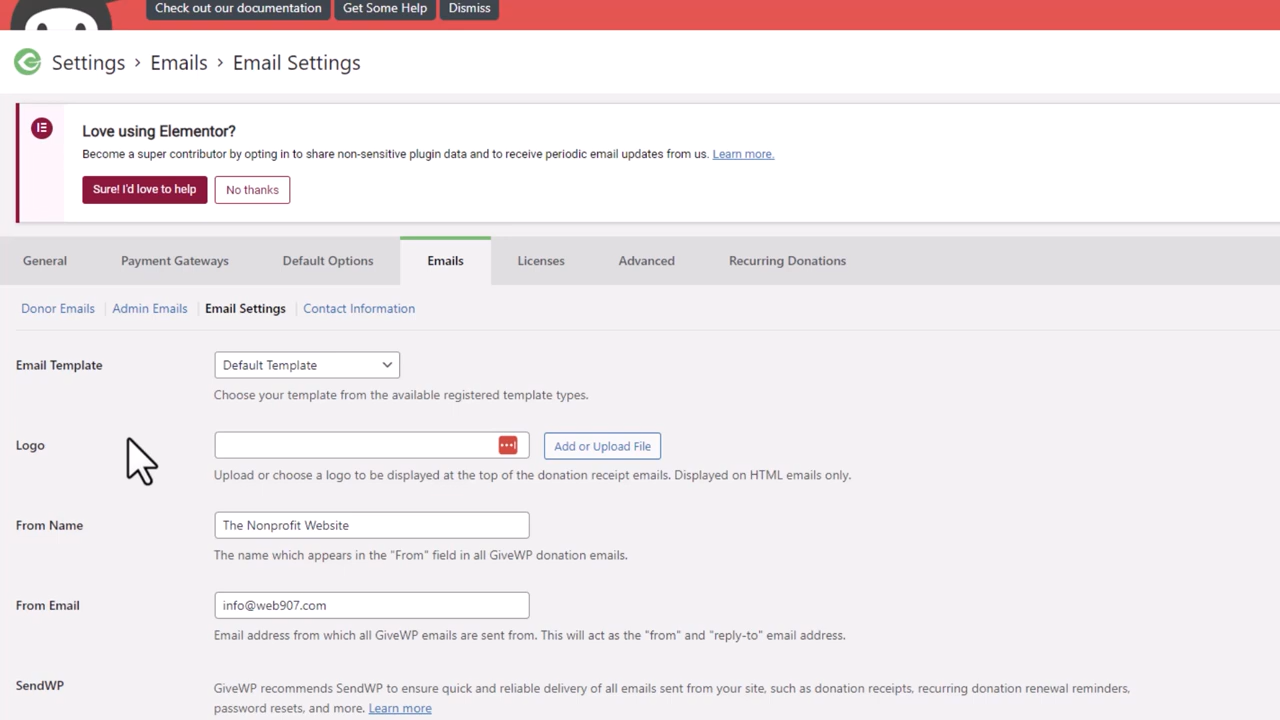 Check out our documentation
Get Some Help
Dismiss
Settings › Emails › Email Settings
Love using Elementor?
Become a super contributor by opting in to share non-sensitive plugin data and to receive periodic email updates from us. Learn more.
Sure! I'd love to help
No thanks
General
Payment Gateways
Default Options
Emails
Licenses
Advanced
Recurring Donations
Donor Emails
Admin Emails
Email Settings
Contact Information
Email Template
Default Template
Choose your template from the available registered template types.
Logo
Add or Upload File
Upload or choose a logo to be displayed at the top of the donation receipt emails. Displayed on HTML emails only.
From Name
The Nonprofit Website
The name which appears in the "From" field in all GiveWP donation emails.
From Email
info@web907.com
Email address from which all GiveWP emails are sent from. This will act as the "from" and "reply-to" email address.
SendWP
GiveWP recommends SendWP to ensure quick and reliable delivery of all emails sent from your site, such as donation receipts, recurring donation renewal reminders,
password resets, and more. Learn more